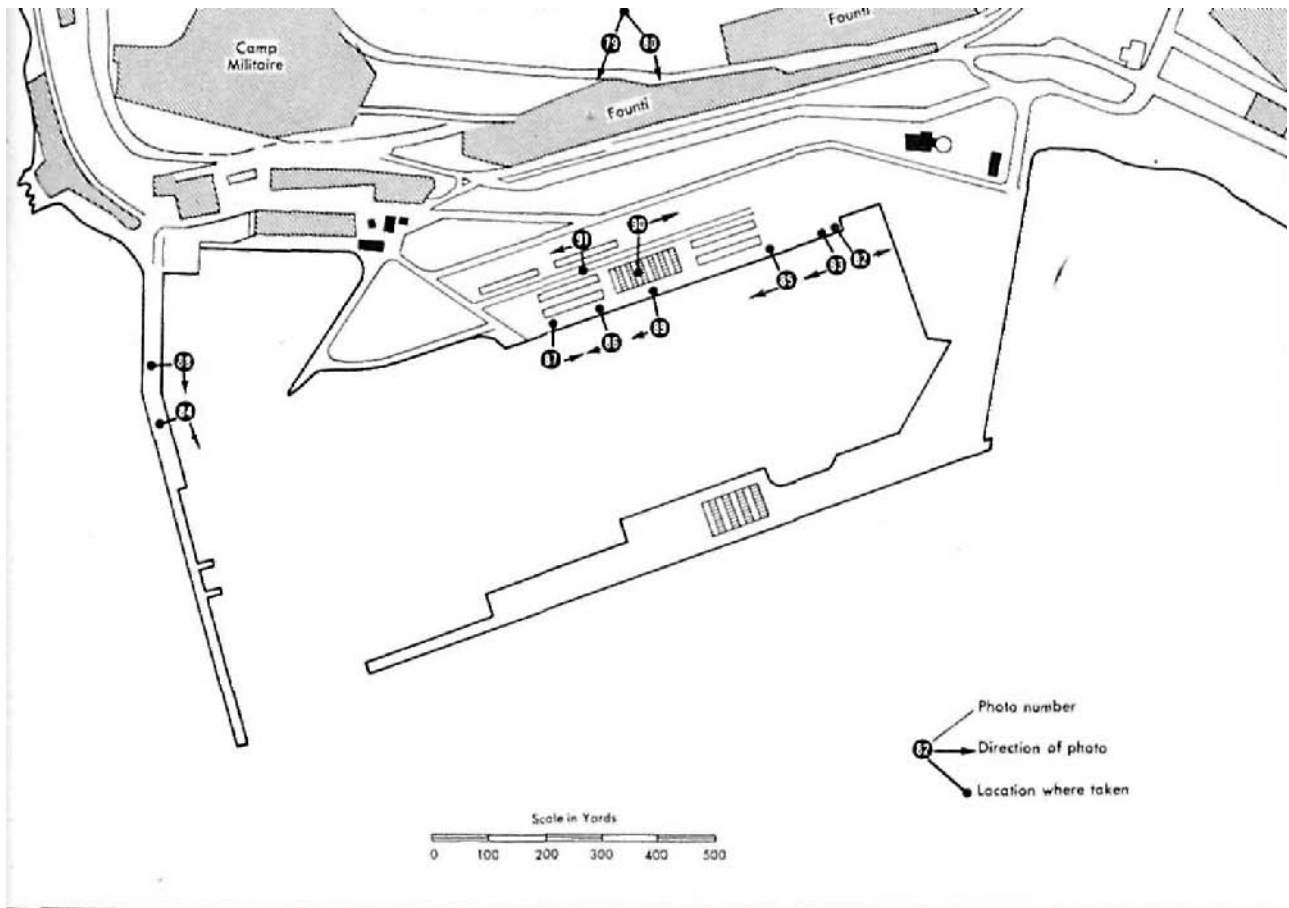 Founti
79 80
Camp
Militaire
Founti
90
91
82
83
85
89
86
87
88
84
Photo number
82
Direction of photo
Location where taken
Scale in Yards
0 100 200 300 400 500